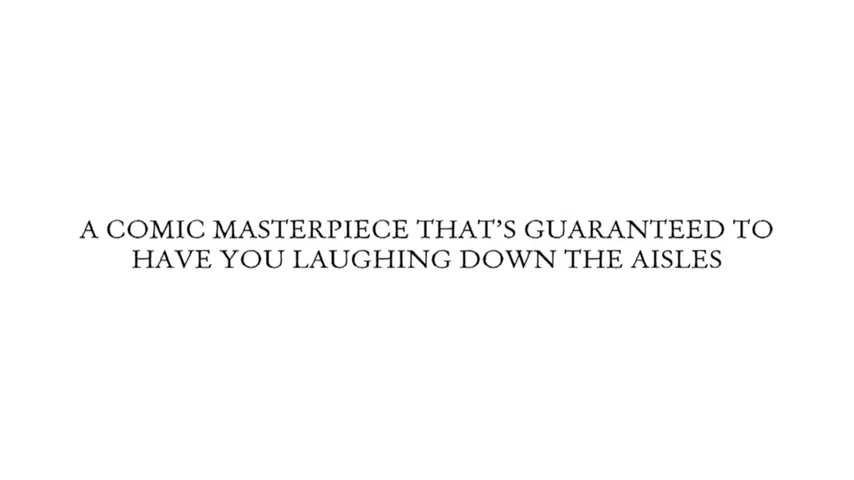 A COMIC MASTERPIECE THAT’S GUARANTEED TO
HAVE YOU LAUGHING DOWN THE AISLES